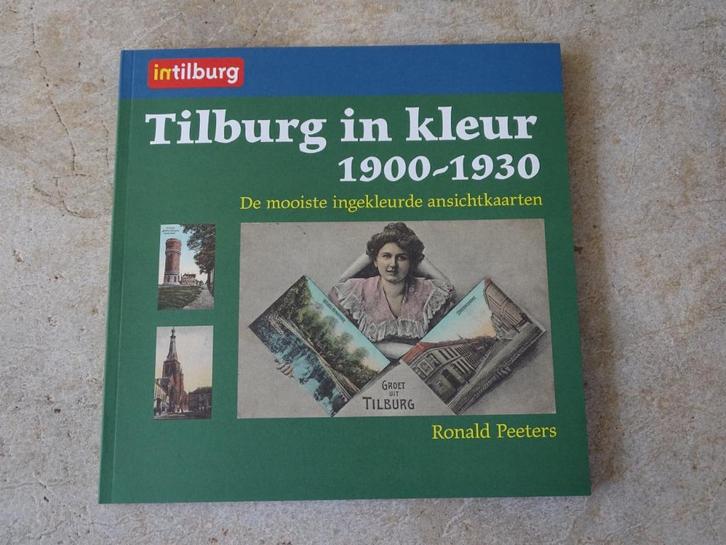 intilburg
Tilburg in kleur
1900-1930
De mooiste ingekleurde ansichtkaarten
GROET
UIT
TILBURG
Ronald Peeters